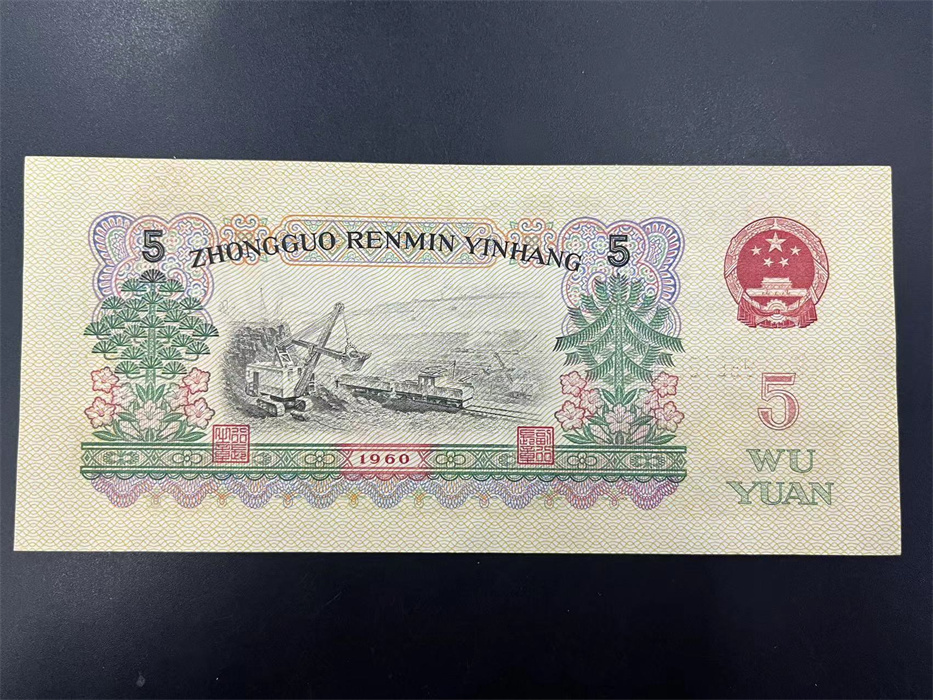 5 ZHONGGUO RENMIN YINHANG 5
5
WU
YUAN
1960